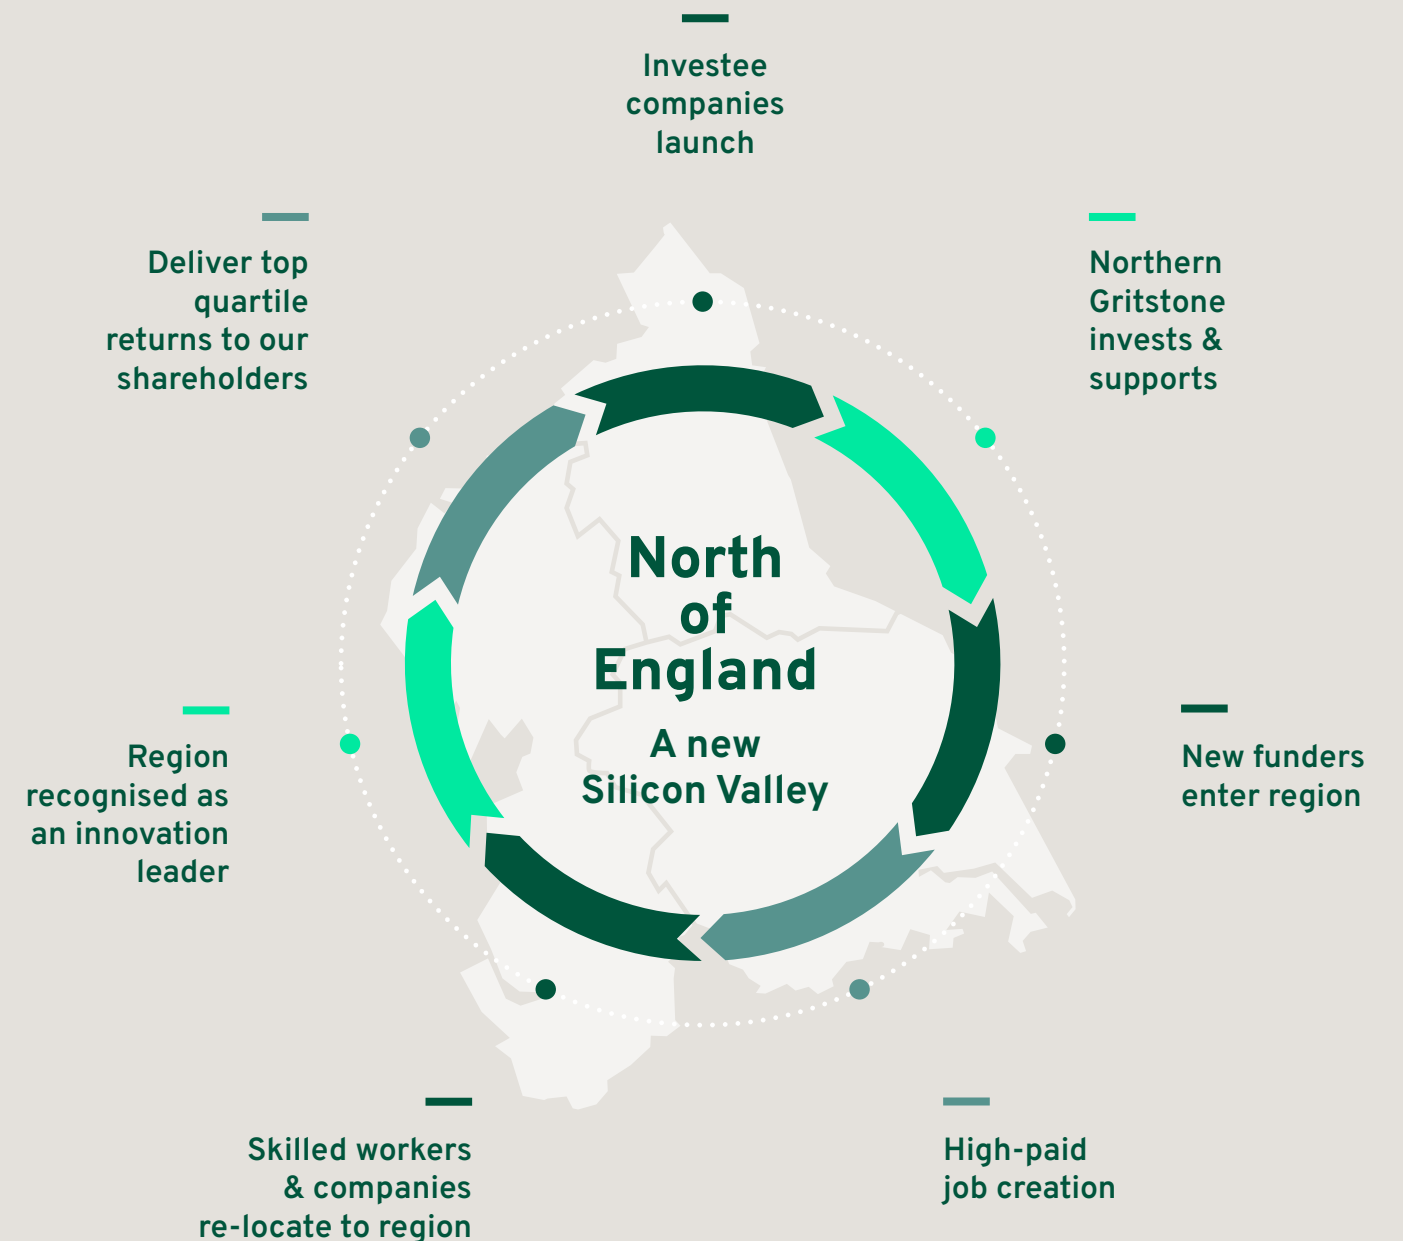 Investee
companies
launch
Northern
Gritstone
invests &
supports
New funders
enter region
High-paid
job creation
Skilled workers
& companies
re-locate to region
Region
recognised as
an innovation
leader
Deliver top
quartile
returns to our
shareholders
North
of
England
A new
Silicon Valley